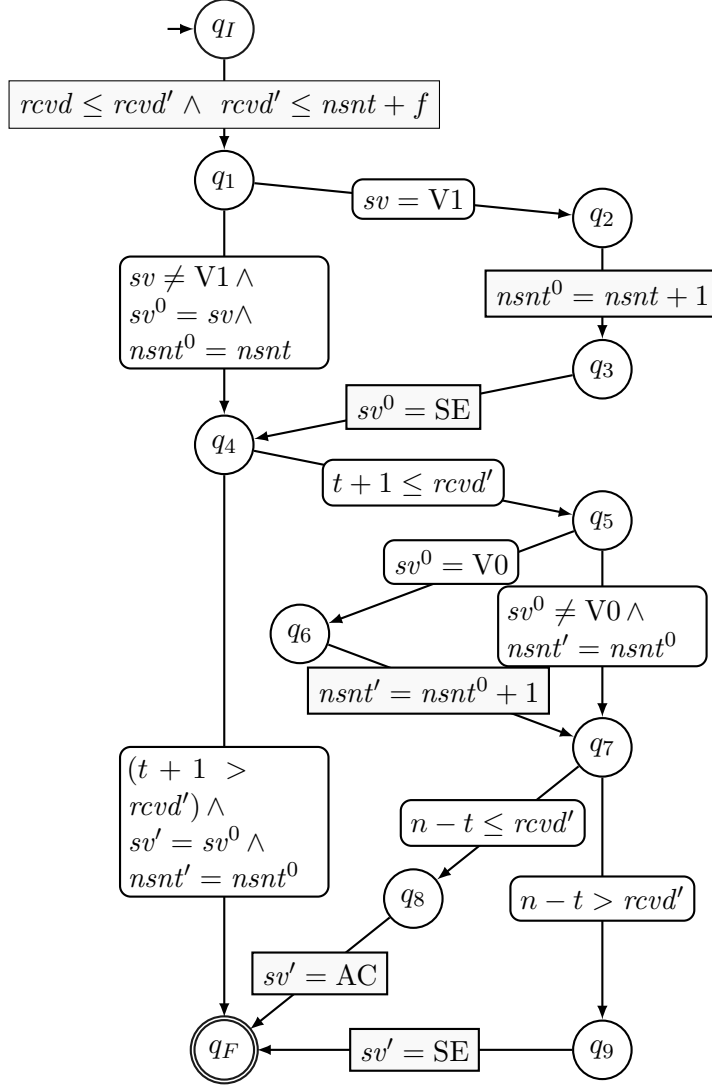 q_I
rcvd ≤ rcvd′ ∧ rcvd′ ≤ nsnt + f
q_1
sv = V1
q_2
sv ≠ V1 ∧
sv^0 = sv∧
nsnt^0 = nsnt
nsnt^0 = nsnt + 1
q_3
sv^0 = SE
q_4
t + 1 ≤ rcvd′
q_5
sv^0 = V0
sv^0 ≠ V0 ∧
nsnt′ = nsnt^0
q_6
nsnt′ = nsnt^0 + 1
q_7
(t + 1 >
rcvd′) ∧
sv′ = sv^0 ∧
nsnt′ = nsnt^0
n − t ≤ rcvd′
q_8
n − t > rcvd′
sv′ = AC
q_F
sv′ = SE
q_9